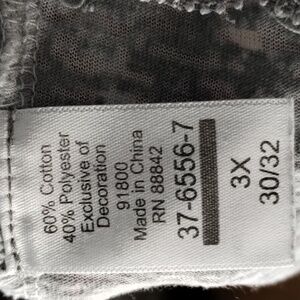 60% Cotton
40% Polyester
Exclusive of
Decoration
91800
Made in China
RN 88842
37-6556-7
3X
30/32